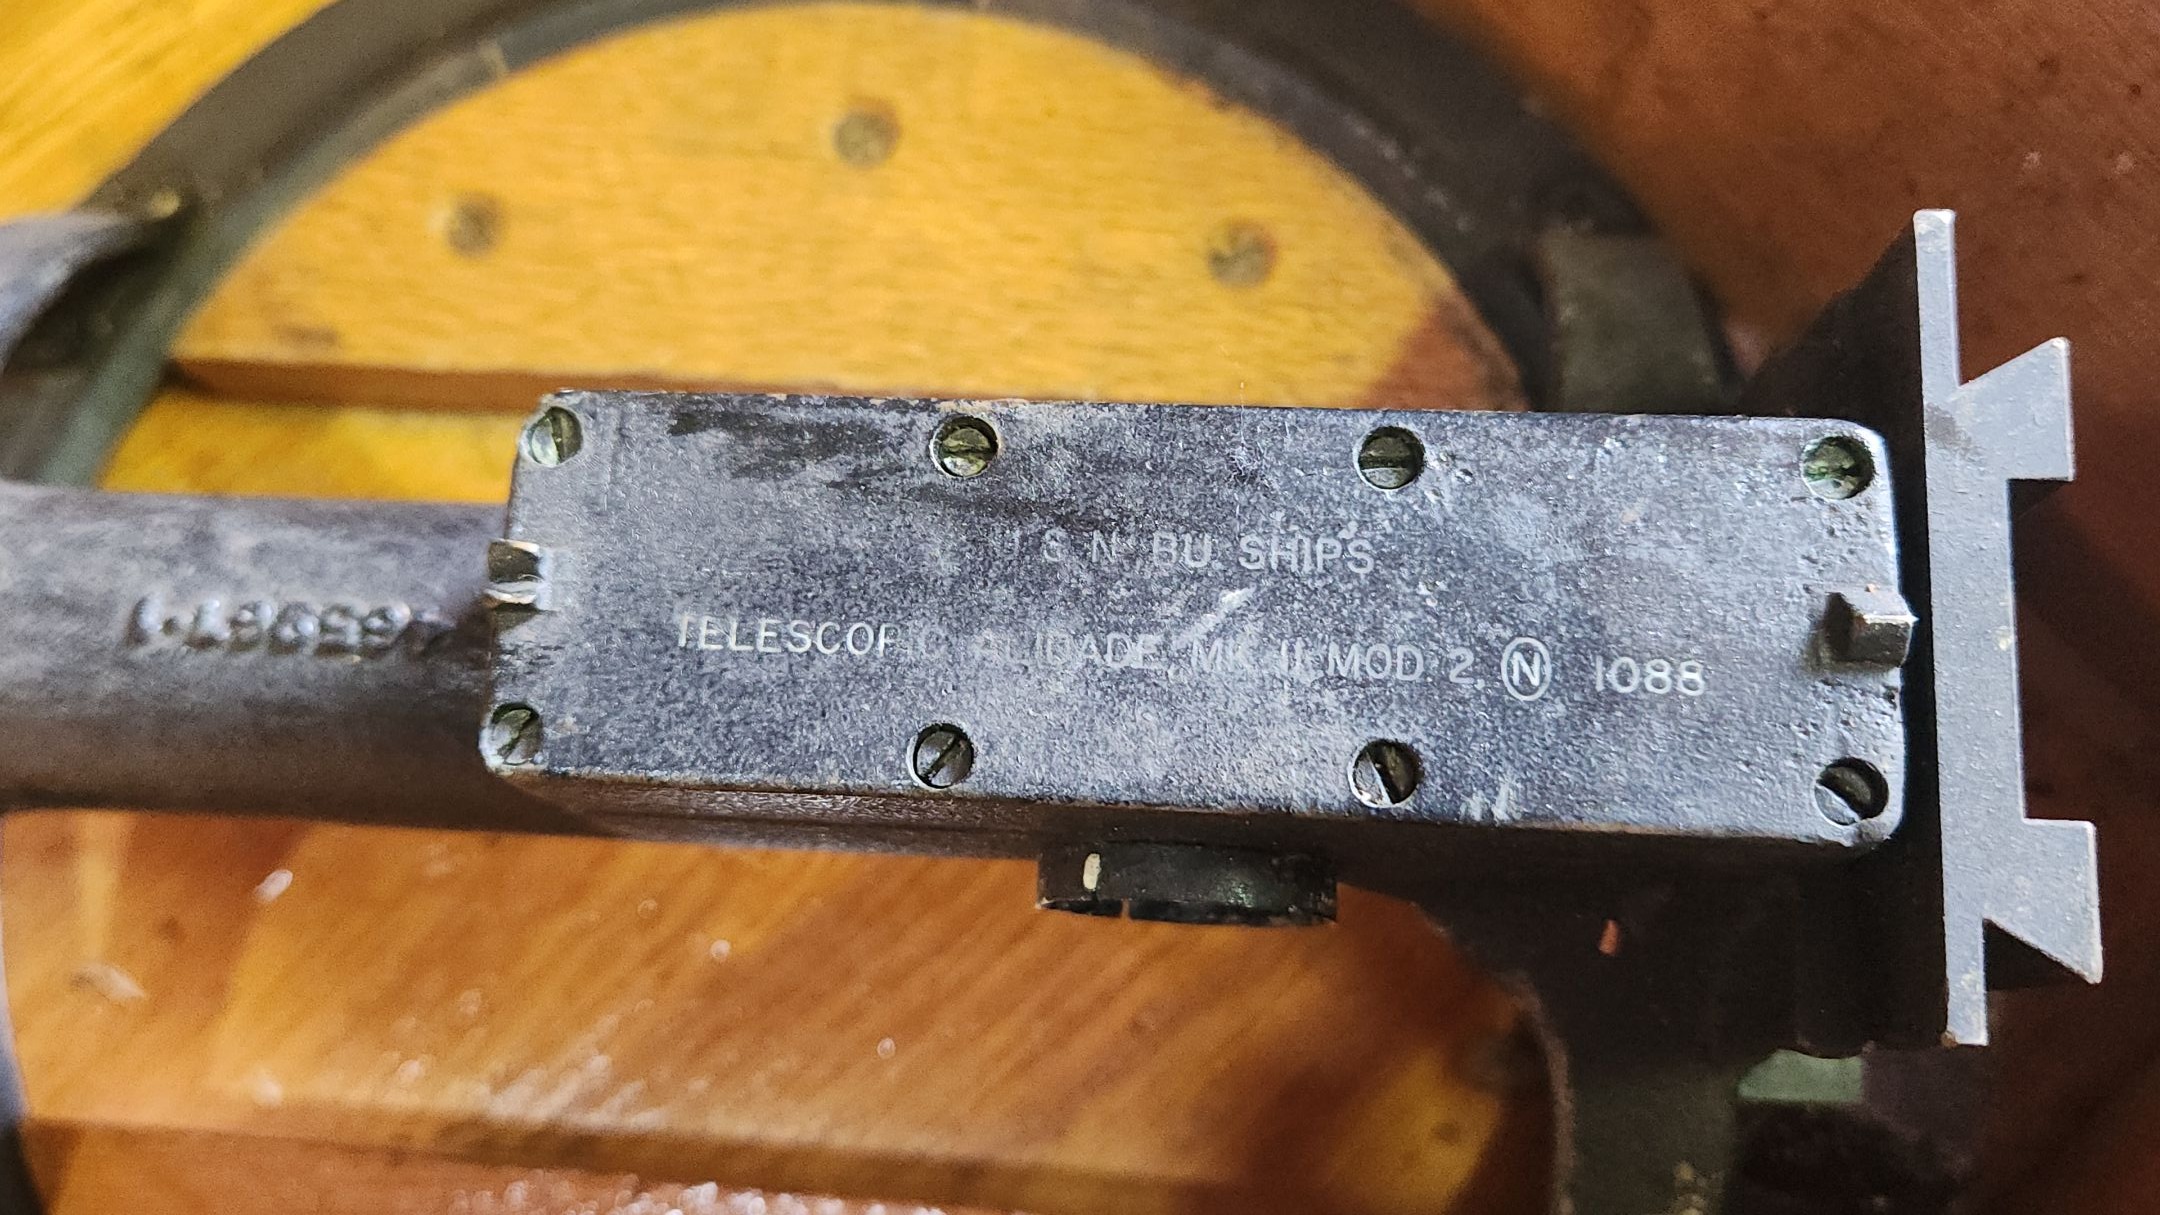 U S N BU. SHIPS
TELESCOPIC ALIDADE, MK II, MOD 2, Ⓝ 1088